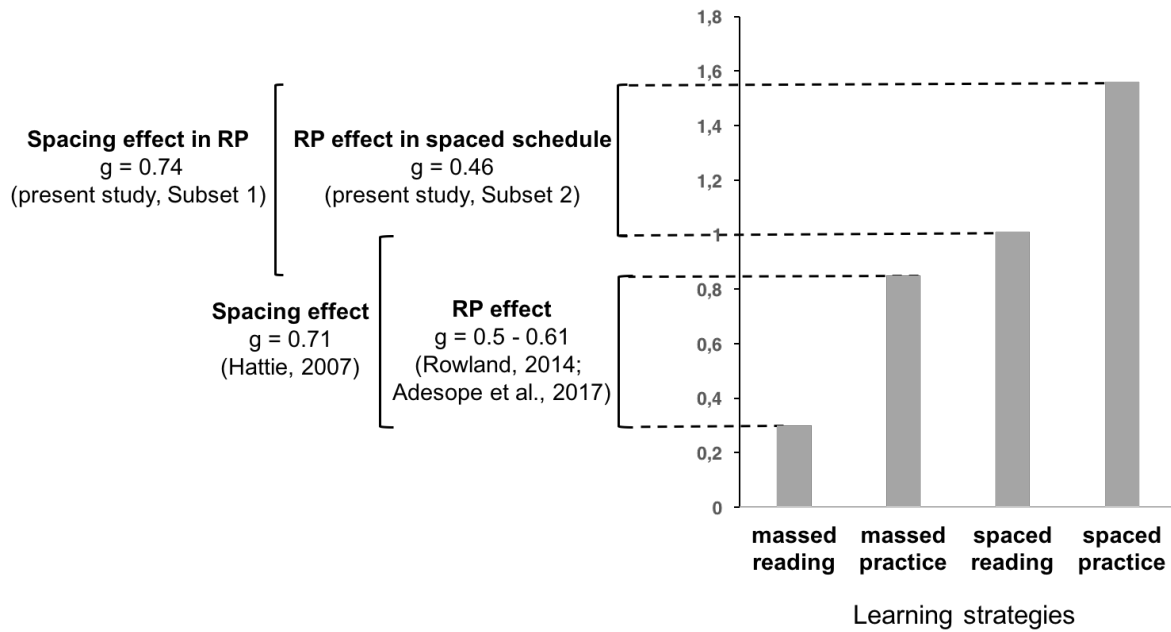 Spacing effect in RP
g = 0.74
(present study, Subset 1)
RP effect in spaced schedule
g = 0.46
(present study, Subset 2)
Spacing effect
g = 0.71
(Hattie, 2007)
RP effect
g = 0.5 - 0.61
(Rowland, 2014;
Adesope et al., 2017)
1,8
1,6
1,4
1,2
1
0,8
0,6
0,4
0,2
0
massed
reading
massed
practice
spaced
reading
spaced
practice
Learning strategies